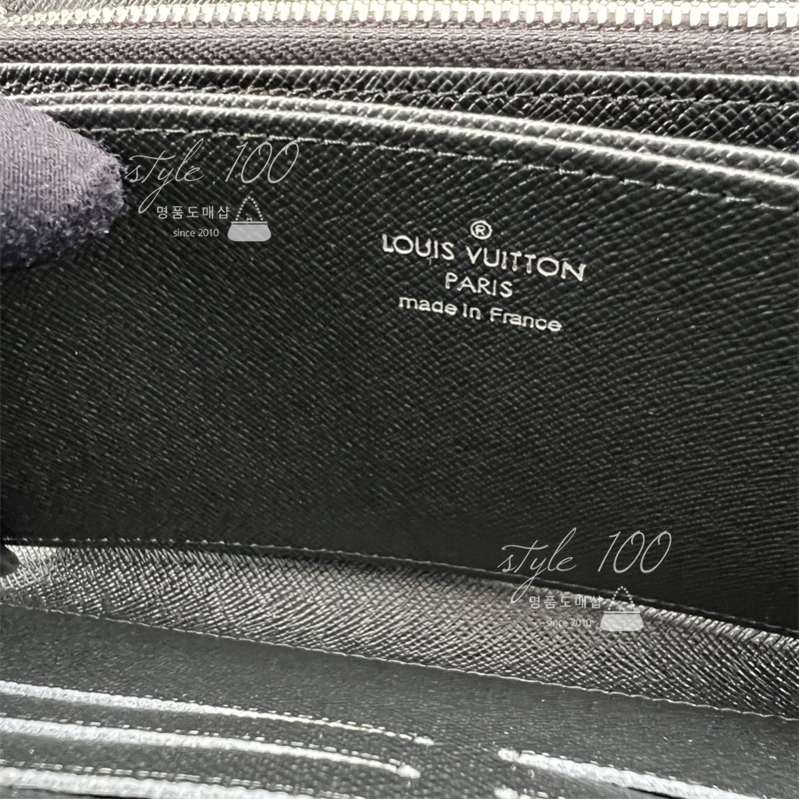 style 100
명품도매샵
since 2010
®
LOUIS VUITTON
PARIS
made in France
style 100
명품도매샵
since 2010